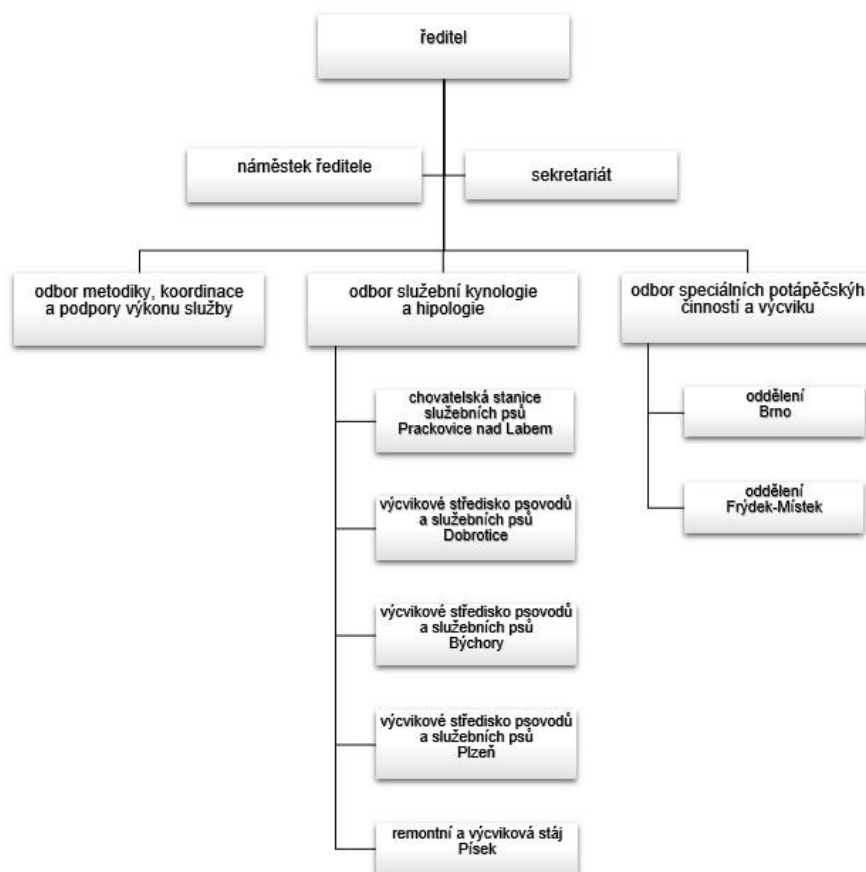 ředitel
náměstek ředitele
sekretariát
odbor metodiky, koordinace
a podpory výkonu služby
odbor služební kynologie
a hipologie
odbor speciálních potápěčskýh
činností a výcviku
chovatelská stanice
služebních psů
Prackovice nad Labem
výcvikové středisko psovodů
a služebních psů
Dobrotice
výcvikové středisko psovodů
a služebních psů
Býchory
výcvikové středisko psovodů
a služebních psů
Plzeň
remontní a výcviková stáj
Písek
oddělení
Brno
oddělení
Frýdek-Místek